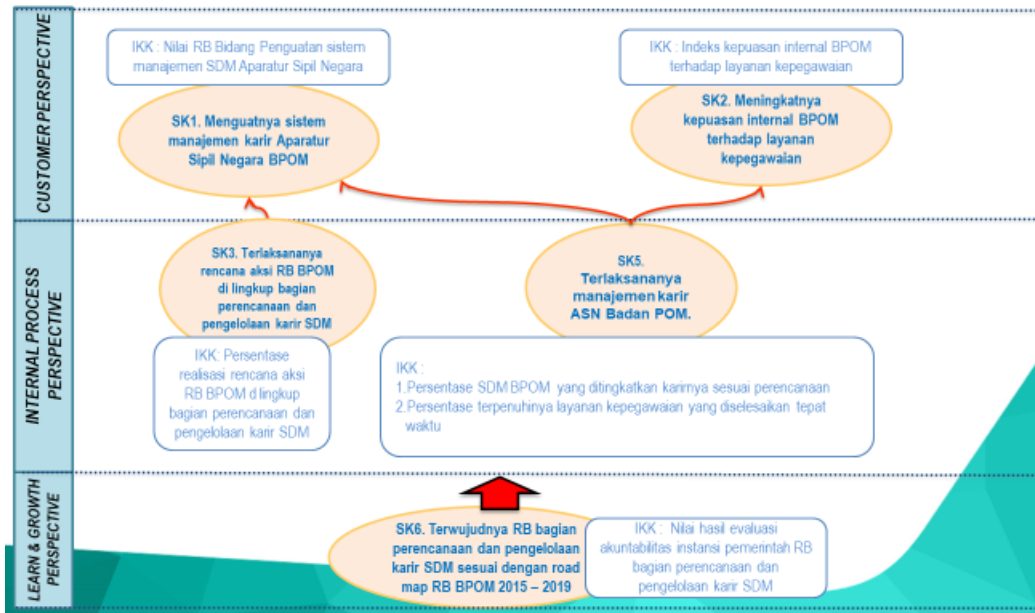 CUSTOMER PERSPECTIVE
IKK : Nilai RB Bidang Penguatan sistem
manajemen SDM Aparatur Sipil Negara
SK1. Menguatnya sistem
manajemen karir Aparatur
Sipil Negara BPOM
IKK : Indeks kepuasan internal BPOM
terhadap layanan kepegawaian
SK2. Meningkatnya
kepuasan internal BPOM
terhadap layanan
kepegawaian
INTERNAL PROCESS
PERSPECTIVE
SK3. Terlaksananya
rencana aksi RB BPOM
di lingkup bagian
perencanaan dan
pengelolaan karir SDM
IKK: Persentase
realisasi rencana aksi
RB BPOM d lingkup
bagian perencanaan dan
pengelolaan karir SDM
SK5.
Terlaksananya
manajemen karir
ASN Badan POM.
IKK :
1.Persentase SDM BPOM yang ditingkatkan karirnya sesuai perencanaan
2.Persentase terpenuhinya layanan kepegawaian yang diselesaikan tepat
waktu
LEARN & GROWTH
PERSPECTIVE
SK6. Terwujudnya RB bagian
perencanaan dan pengelolaan
karir SDM sesuai dengan road
map RB BPOM 2015 – 2019
IKK : Nilai hasil evaluasi
akuntabilitas instansi pemerintah RB
bagian perencanaan dan
pengelolaan karir SDM